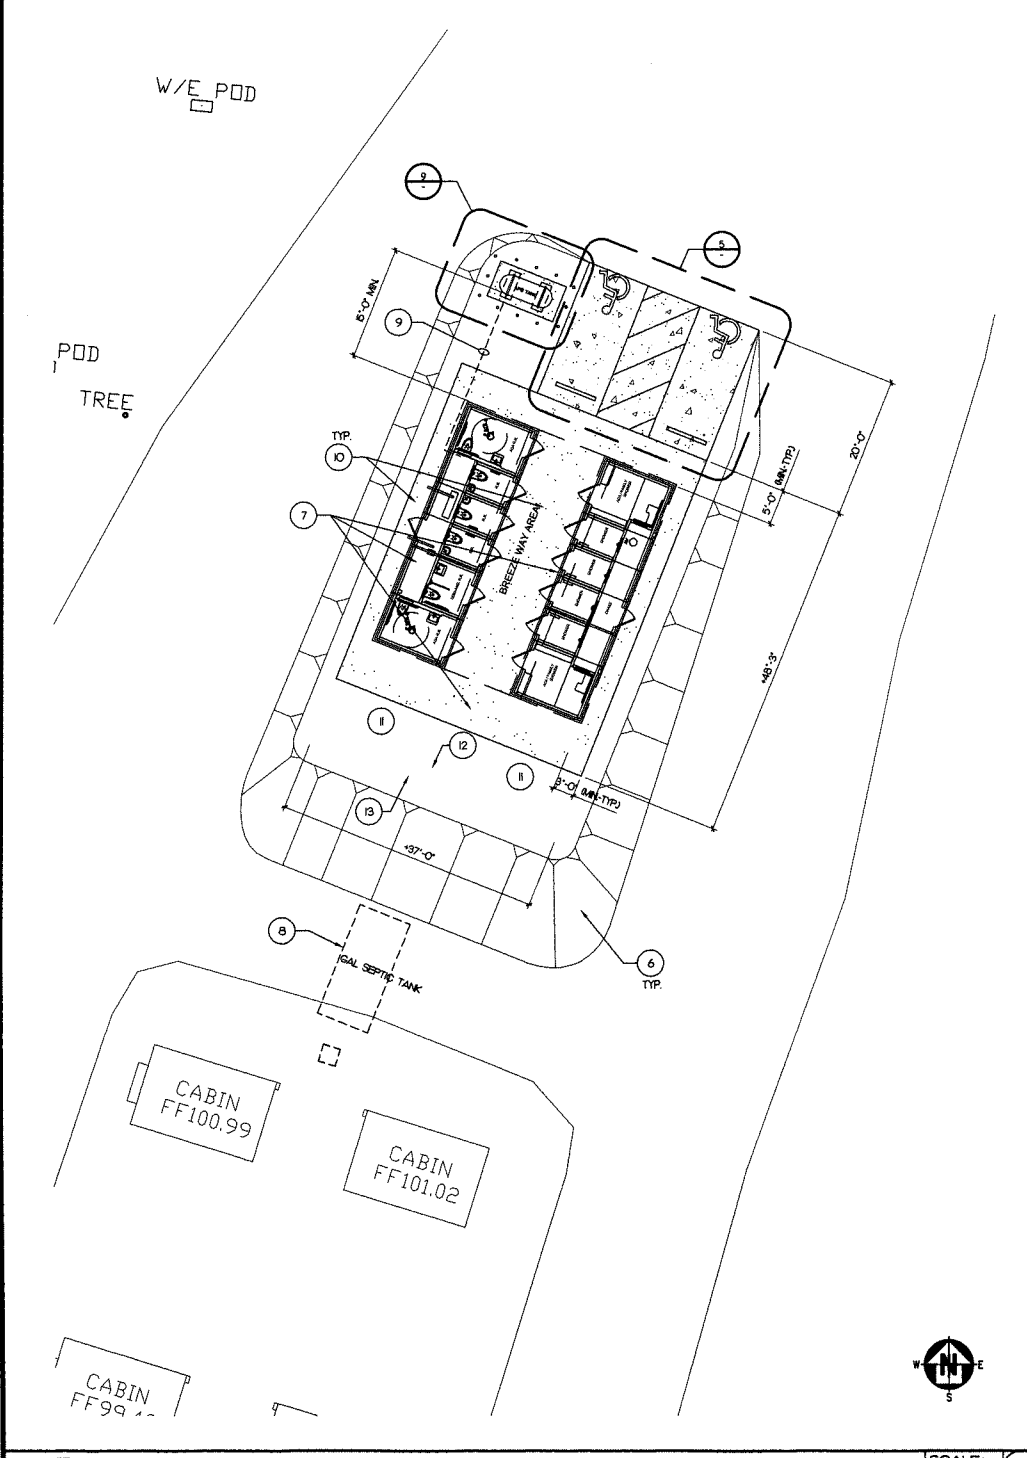 W/E POD
9
-
5
-
15'-0" MIN.
9
POD
TREE
TYP.
10
7
BREEZE WAY AREA
20'-0"
5'-0" (MIN.-TYP.)
±48'-3"
11
12
11
13
3'-0" (MIN.-TYP.)
±37'-0"
8
GAL SEPTIC TANK
6
TYP.
CABIN
FF100.99
CABIN
FF101.02
CABIN
N
W
E
S